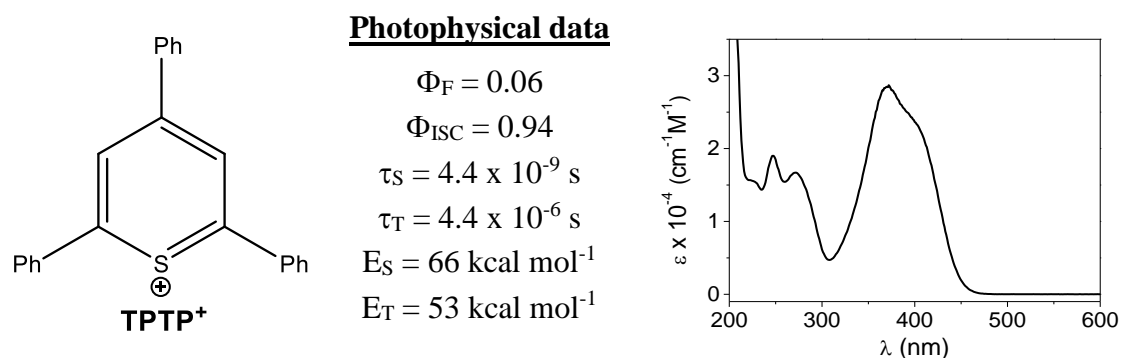 Photophysical data
Φ_F = 0.06
Φ_ISC = 0.94
τ_S = 4.4 x 10⁻⁹ s
τ_T = 4.4 x 10⁻⁶ s
E_S = 66 kcal mol⁻¹
E_T = 53 kcal mol⁻¹
Ph
Ph
Ph
S
⊕
TPTP⁺
ε x 10⁻⁴ (cm⁻¹M⁻¹)
3
2
1
0
200 300 400 500 600
λ (nm)